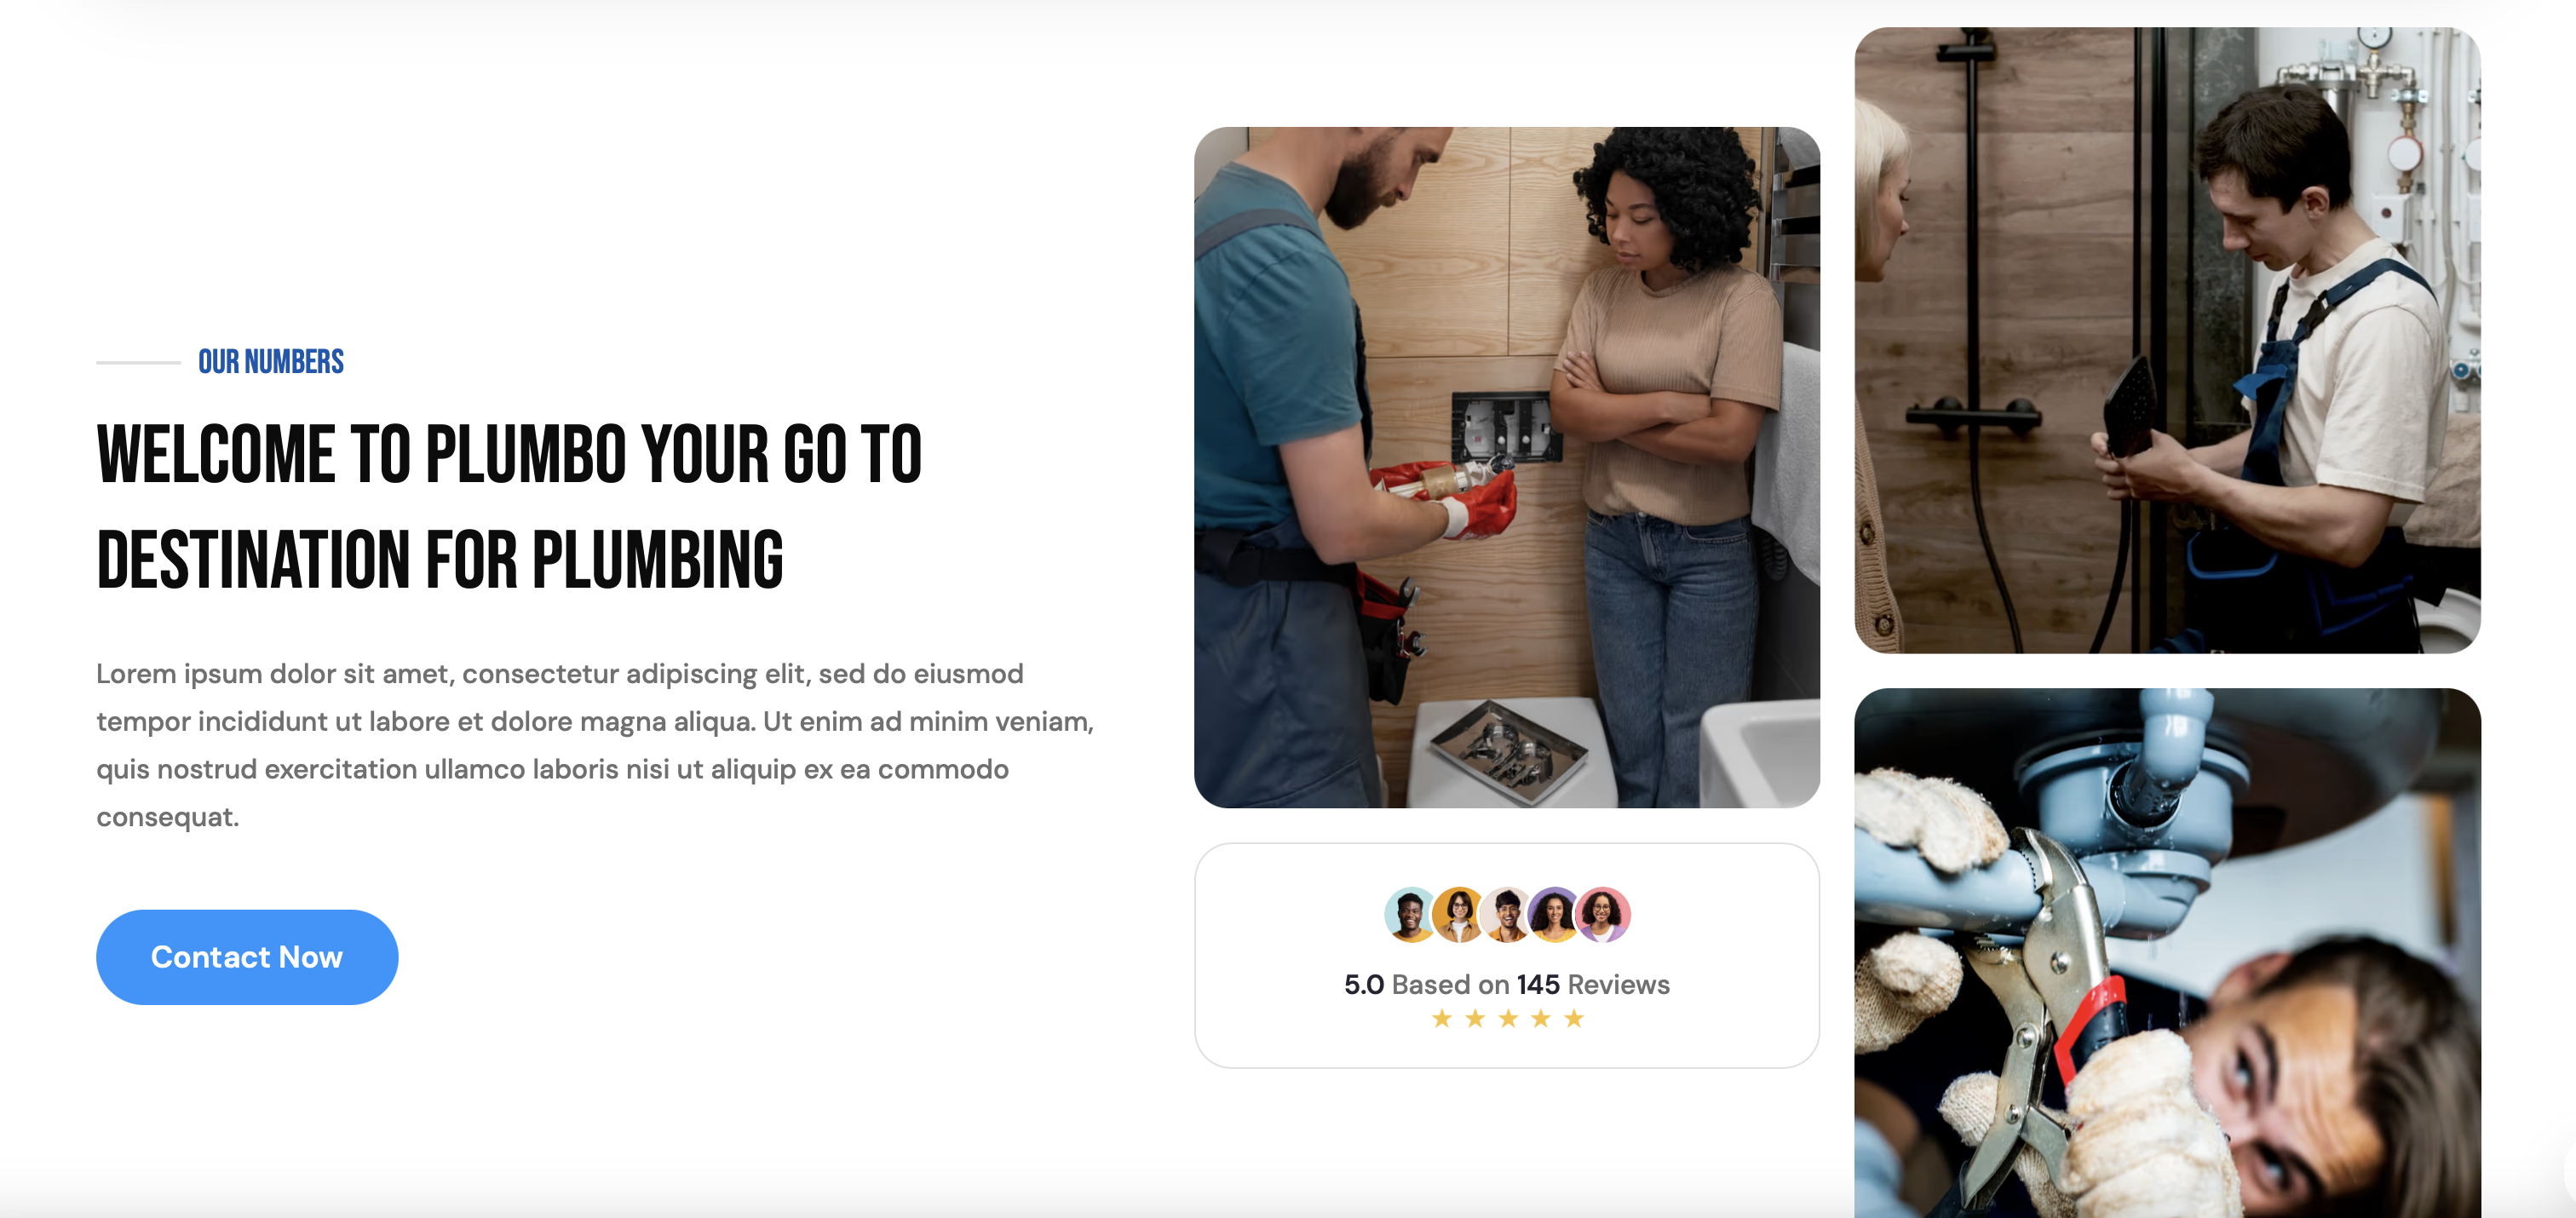 OUR NUMBERS
WELCOME TO PLUMBO YOUR GO TO
DESTINATION FOR PLUMBING
Lorem ipsum dolor sit amet, consectetur adipiscing elit, sed do eiusmod
tempor incididunt ut labore et dolore magna aliqua. Ut enim ad minim veniam,
quis nostrud exercitation ullamco laboris nisi ut aliquip ex ea commodo
consequat.
Contact Now
5.0 Based on 145 Reviews